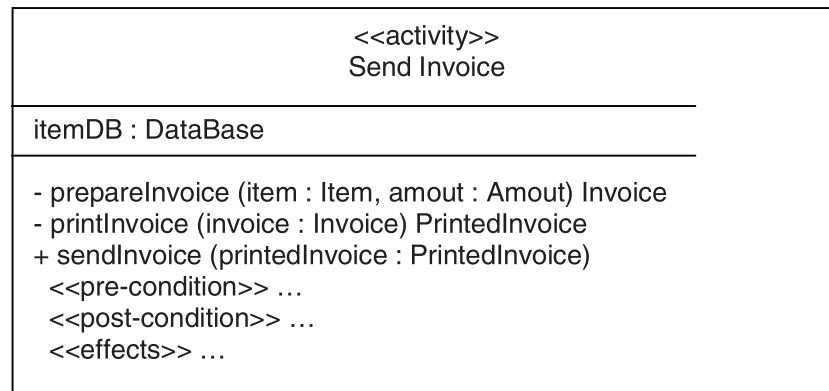 <<activity>>
Send Invoice
itemDB : DataBase
- prepareInvoice (item : Item, amout : Amout) Invoice
- printInvoice (invoice : Invoice) PrintedInvoice
+ sendInvoice (printedInvoice : PrintedInvoice)
<<pre-condition>> …
<<post-condition>> …
<<effects>> …